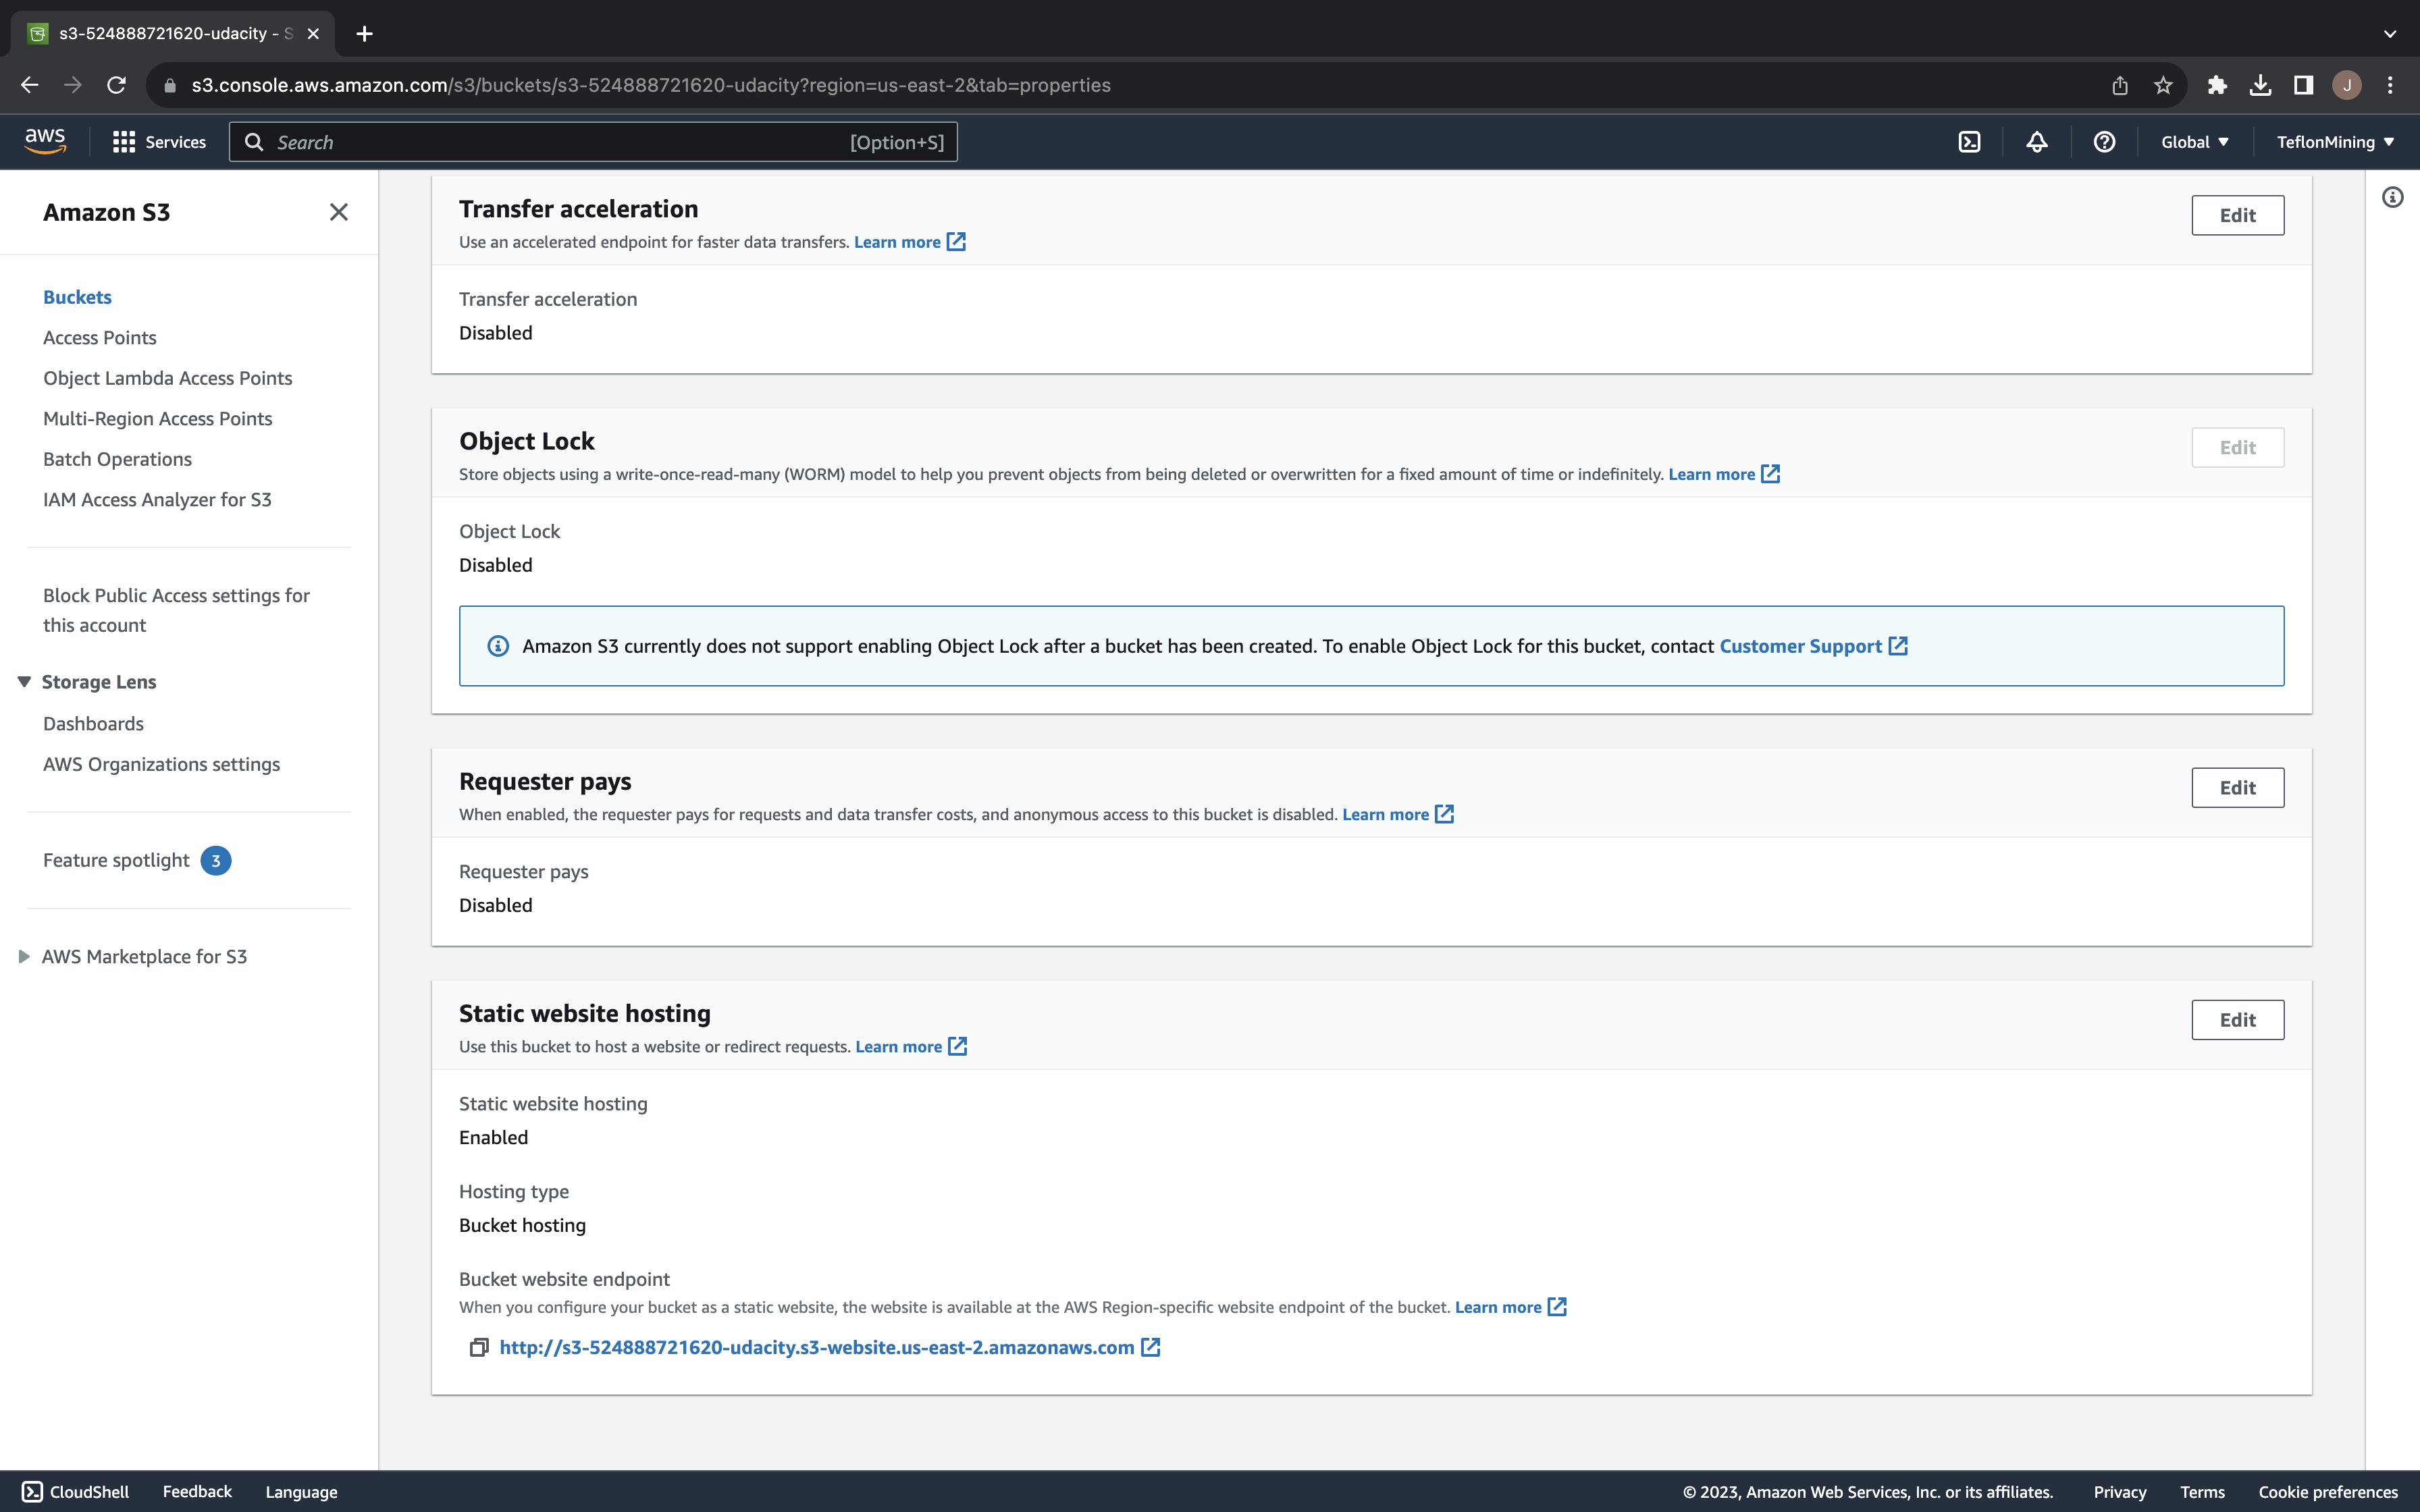 s3-524888721620-udacity - S
s3.console.aws.amazon.com/s3/buckets/s3-524888721620-udacity?region=us-east-2&tab=properties
J
aws
Services
Search
[Option+S]
Global
TeflonMining
Amazon S3
Buckets
Access Points
Object Lambda Access Points
Multi-Region Access Points
Batch Operations
IAM Access Analyzer for S3
Block Public Access settings for
this account
Storage Lens
Dashboards
AWS Organizations settings
Feature spotlight 3
AWS Marketplace for S3
Transfer acceleration
Edit
Use an accelerated endpoint for faster data transfers. Learn more
Transfer acceleration
Disabled
Object Lock
Edit
Store objects using a write-once-read-many (WORM) model to help you prevent objects from being deleted or overwritten for a fixed amount of time or indefinitely. Learn more
Object Lock
Disabled
Amazon S3 currently does not support enabling Object Lock after a bucket has been created. To enable Object Lock for this bucket, contact Customer Support
Requester pays
Edit
When enabled, the requester pays for requests and data transfer costs, and anonymous access to this bucket is disabled. Learn more
Requester pays
Disabled
Static website hosting
Edit
Use this bucket to host a website or redirect requests. Learn more
Static website hosting
Enabled
Hosting type
Bucket hosting
Bucket website endpoint
When you configure your bucket as a static website, the website is available at the AWS Region-specific website endpoint of the bucket. Learn more
http://s3-524888721620-udacity.s3-website.us-east-2.amazonaws.com
CloudShell
Feedback
Language
© 2023, Amazon Web Services, Inc. or its affiliates.
Privacy
Terms
Cookie preferences